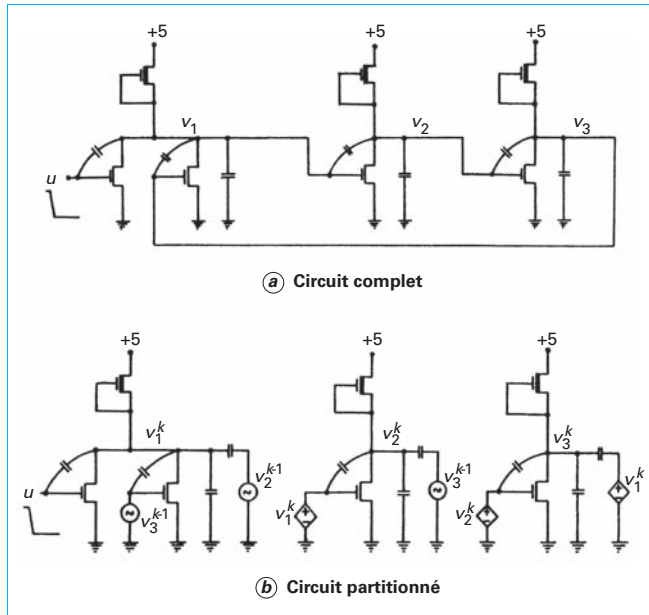 +5 +5 +5
v₁ v₂ v₃
u
ⓐ Circuit complet
+5 +5 +5
v₁ᵏ v₂ᵏ v₃ᵏ
u v₃ᵏ⁻¹ v₂ᵏ⁻¹ v₁ᵏ v₃ᵏ⁻¹ v₂ᵏ v₁ᵏ
ⓑ Circuit partitionné